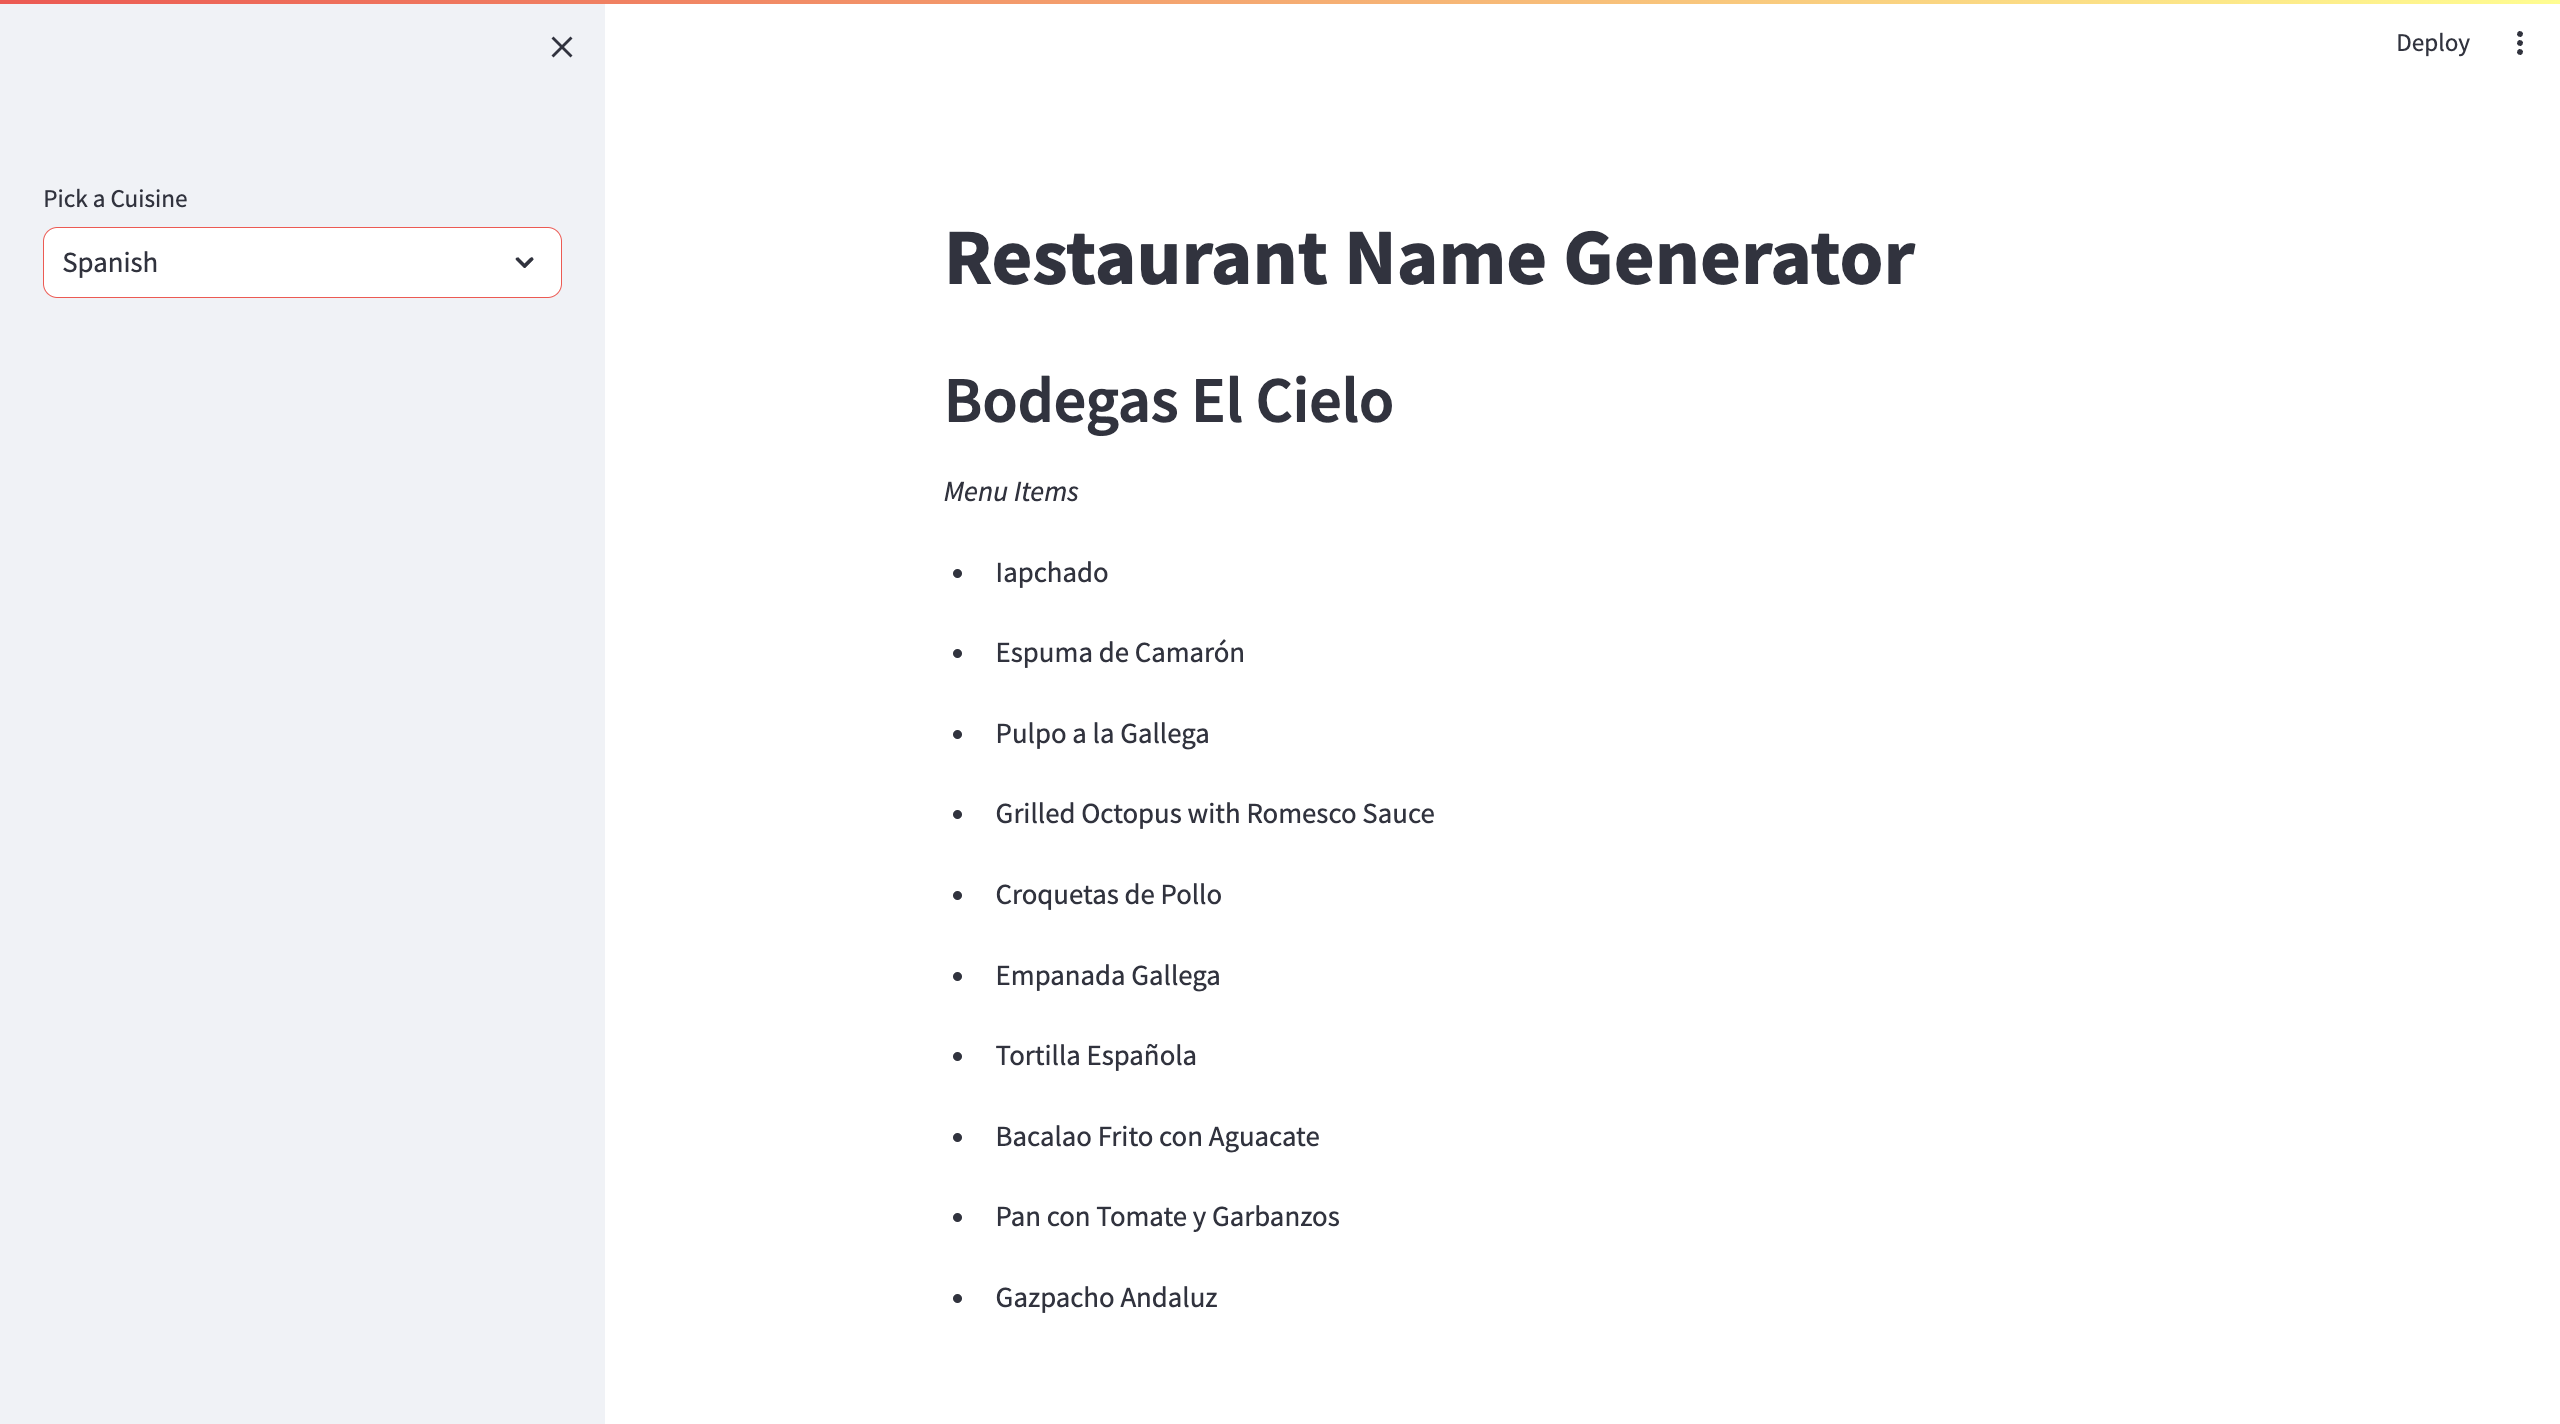 Deploy
Pick a Cuisine
Spanish
Restaurant Name Generator
Bodegas El Cielo
Menu Items
Iapchado
Espuma de Camarón
Pulpo a la Gallega
Grilled Octopus with Romesco Sauce
Croquetas de Pollo
Empanada Gallega
Tortilla Española
Bacalao Frito con Aguacate
Pan con Tomate y Garbanzos
Gazpacho Andaluz